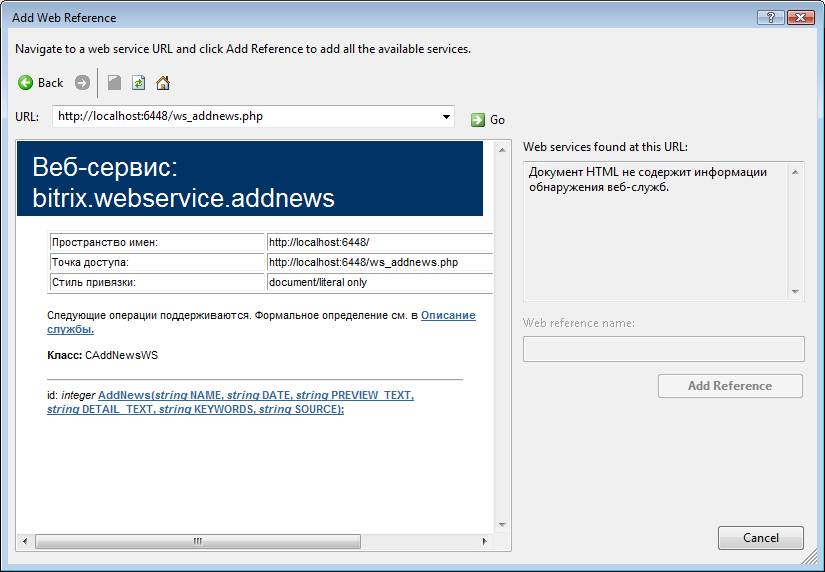 Add Web Reference
Navigate to a web service URL and click Add Reference to add all the available services.
Back
URL: http://localhost:6448/ws_addnews.php Go
Веб-сервис:
bitrix.webservice.addnews
Пространство имен: http://localhost:6448/
Точка доступа: http://localhost:6448/ws_addnews.php
Стиль привязки: document/literal only
Следующие операции поддерживаются. Формальное определение см. в Описание
службы.
Класс: CAddNewsWS
id: integer AddNews(string NAME, string DATE, string PREVIEW_TEXT,
string DETAIL_TEXT, string KEYWORDS, string SOURCE);
Web services found at this URL:
Документ HTML не содержит информации
обнаружения веб-служб.
Web reference name:
Add Reference
Cancel